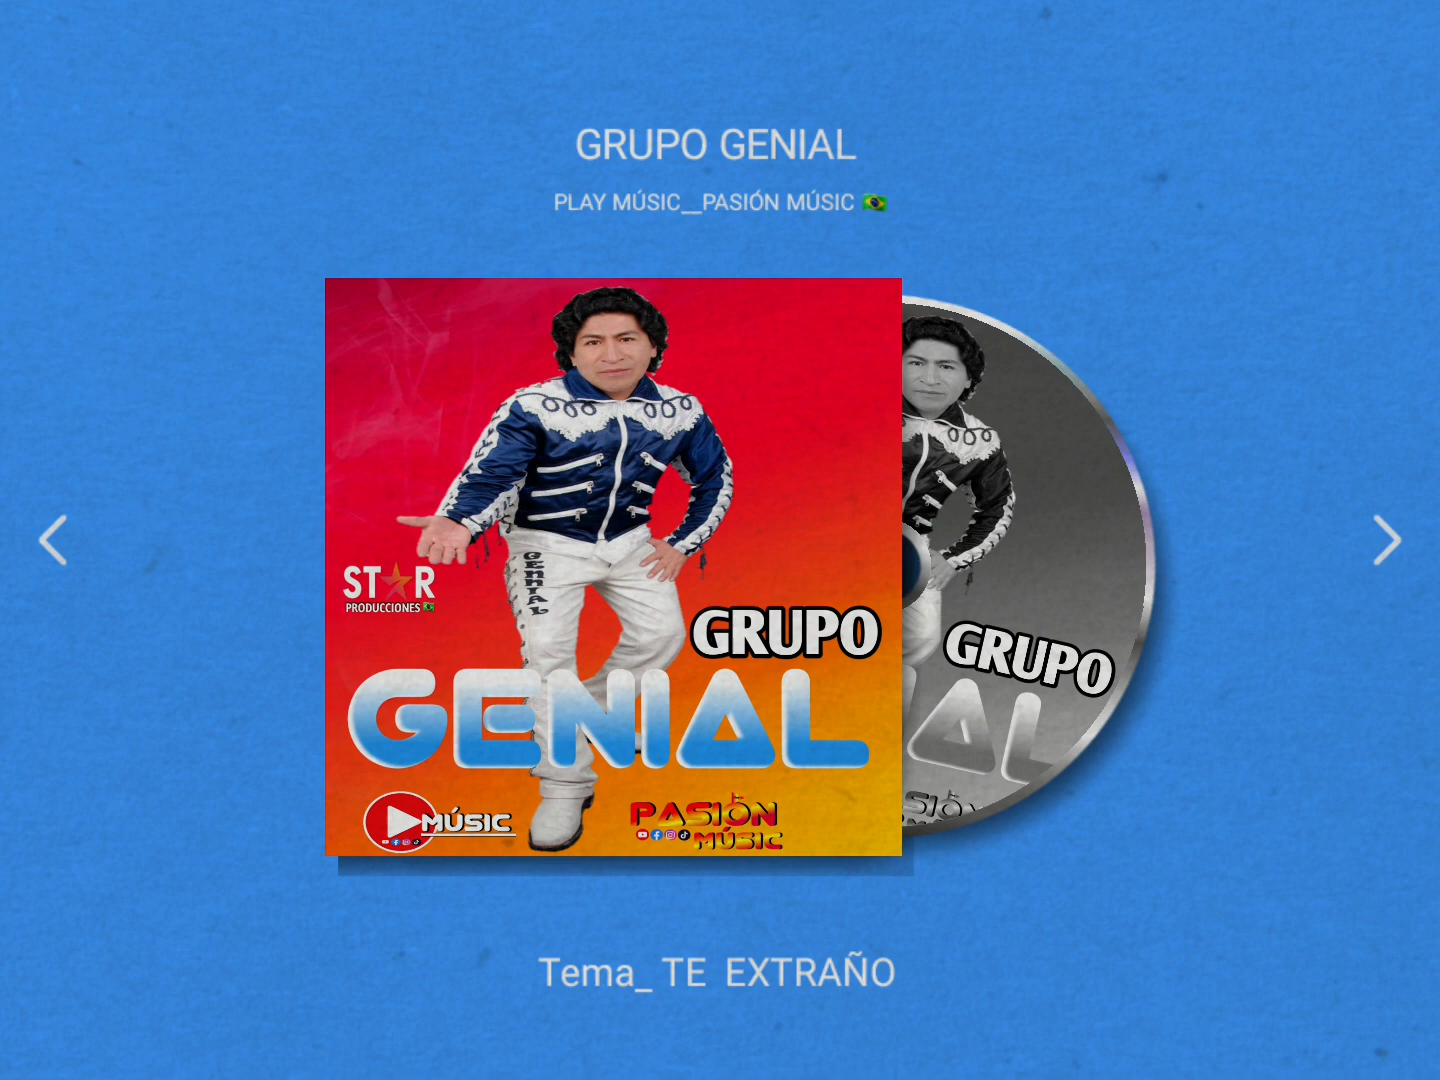 GRUPO GENIAL
PLAY MÚSIC__PASIÓN MÚSIC 🇧🇷
GENIAL
STAR
PRODUCCIONES
GRUPO
GENIAL
MÚSIC
PASIÓN
MÚSIC
GRUPO
Tema_ TE EXTRAÑO